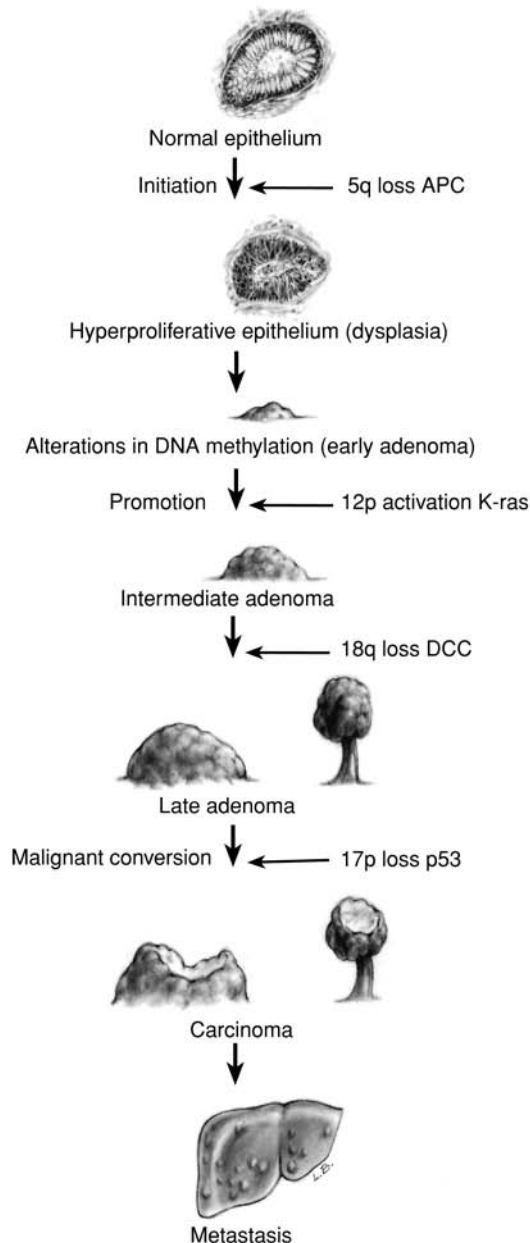 Normal epithelium
Initiation
5q loss APC
Hyperproliferative epithelium (dysplasia)
Alterations in DNA methylation (early adenoma)
Promotion
12p activation K-ras
Intermediate adenoma
18q loss DCC
Late adenoma
Malignant conversion
17p loss p53
Carcinoma
L.B.
Metastasis